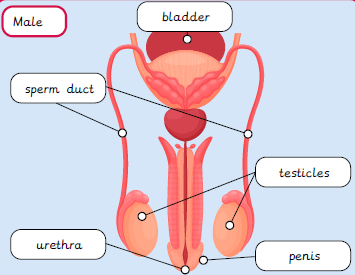 Male
bladder
sperm duct
testicles
urethra
penis